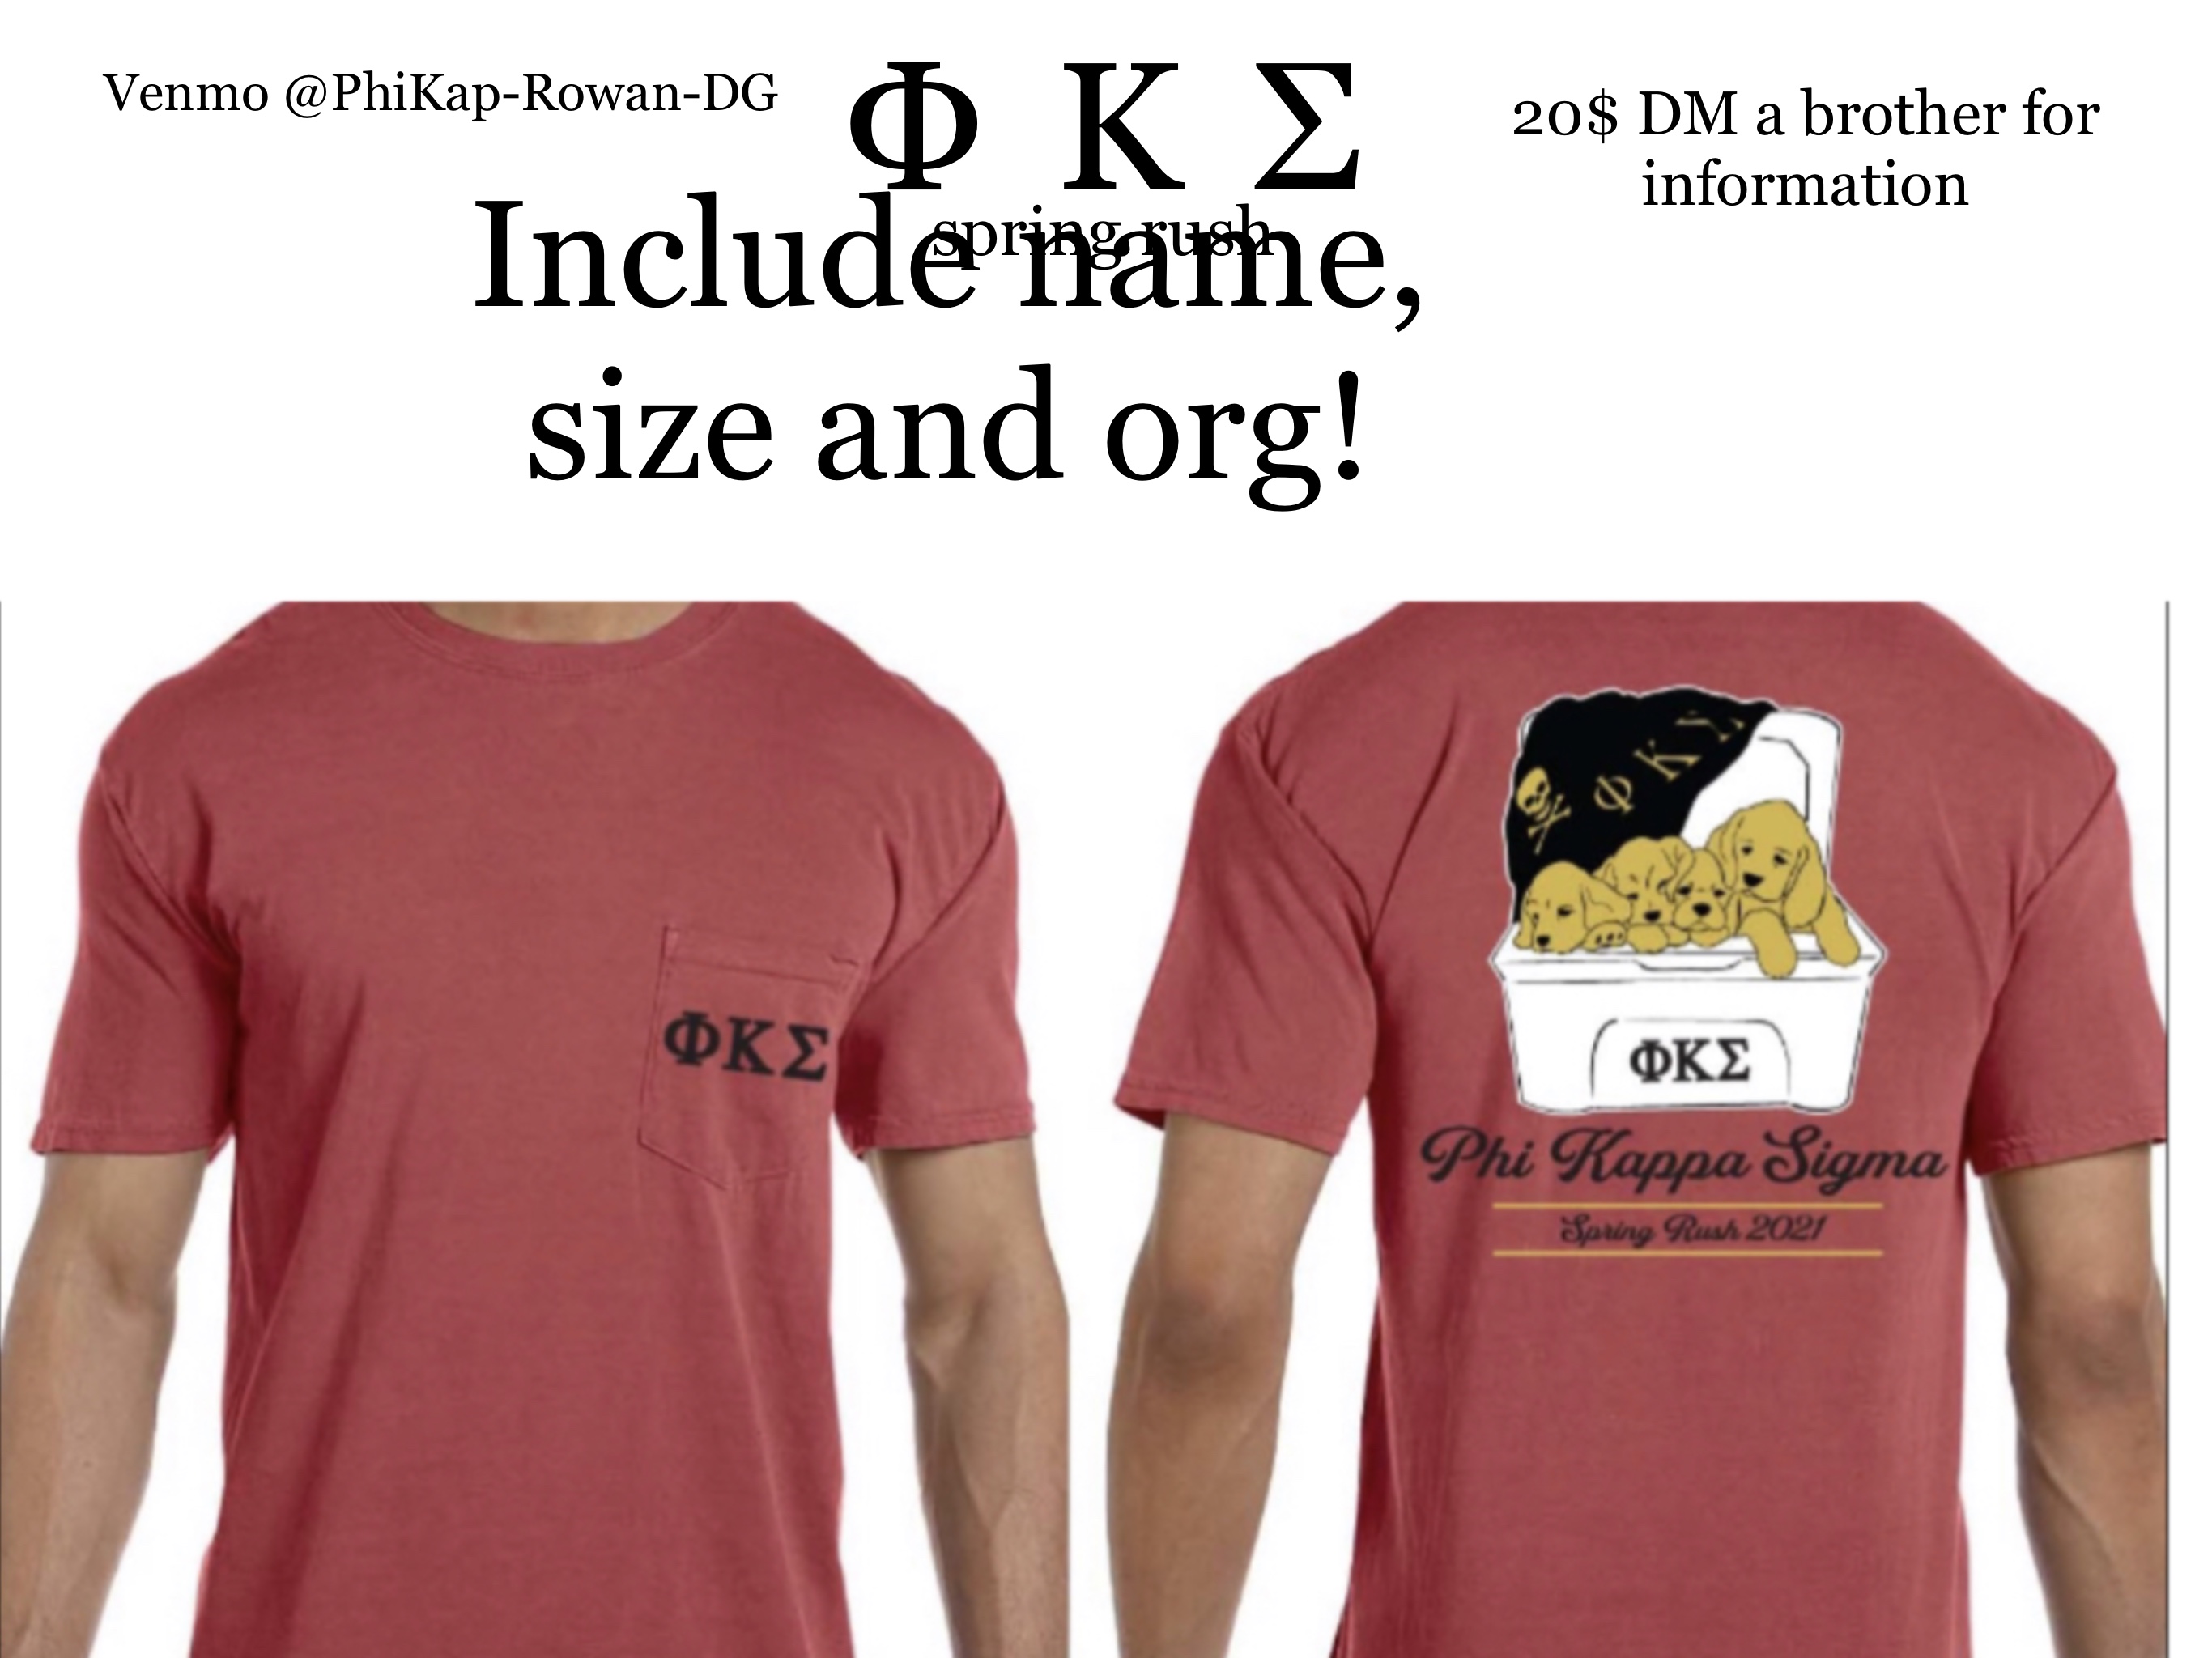 Venmo @PhiKap-Rowan-DG
Φ Κ Σ
20$ DM a brother for
information
spring rush
Include name,
size and org!
ΦΚΣ
Φ Κ Σ
ΦΚΣ
Phi Kappa Sigma
Spring Rush 2021